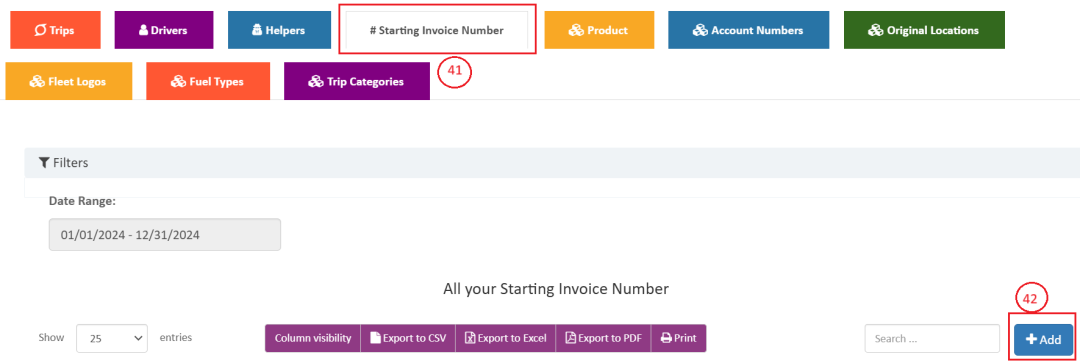 Trips Drivers Helpers # Starting Invoice Number Product Account Numbers Original Locations
41
Fleet Logos Fuel Types Trip Categories
Filters
Date Range:
01/01/2024 - 12/31/2024
All your Starting Invoice Number
42
Show 25 entries Column visibility Export to CSV Export to Excel Export to PDF Print Search ... Add